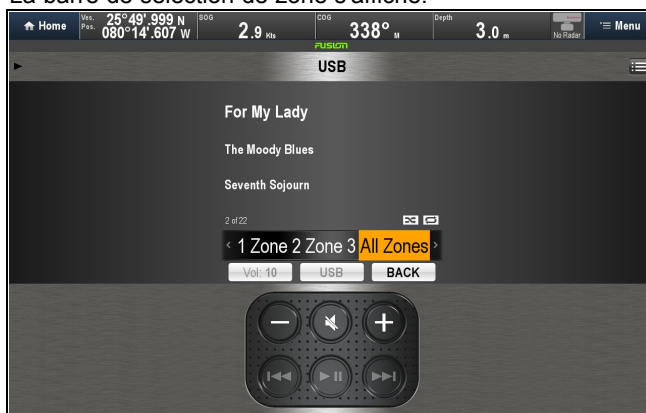 La barre de sélection de zone s'affiche.
Home
Ves. Pos. 25°49'.999 N 080°14'.607 W
SOG 2.9 Kts
COG 338° M
Depth 3.0 m
No Radar
Menu
FUSION
USB
For My Lady
The Moody Blues
Seventh Sojourn
2 of 22
1 Zone 2 Zone 3 All Zones
Vol: 10 USB BACK